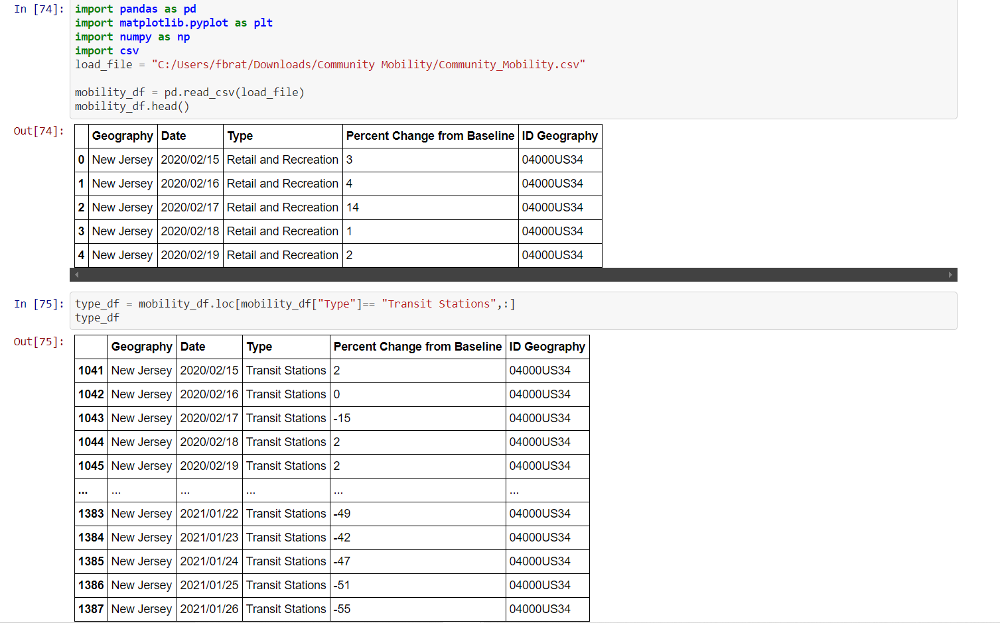 In [74]: import pandas as pd
import matplotlib.pyplot as plt
import numpy as np
import csv
load_file = "C:/Users/fbrat/Downloads/Community Mobility/Community_Mobility.csv"
mobility_df = pd.read_csv(load_file)
mobility_df.head()
Out[74]:
Geography Date Type Percent Change from Baseline ID Geography
0 New Jersey 2020/02/15 Retail and Recreation 3 04000US34
1 New Jersey 2020/02/16 Retail and Recreation 4 04000US34
2 New Jersey 2020/02/17 Retail and Recreation 14 04000US34
3 New Jersey 2020/02/18 Retail and Recreation 1 04000US34
4 New Jersey 2020/02/19 Retail and Recreation 2 04000US34
In [75]: type_df = mobility_df.loc[mobility_df["Type"]== "Transit Stations",:]
type_df
Out[75]:
Geography Date Type Percent Change from Baseline ID Geography
1041 New Jersey 2020/02/15 Transit Stations 2 04000US34
1042 New Jersey 2020/02/16 Transit Stations 0 04000US34
1043 New Jersey 2020/02/17 Transit Stations -15 04000US34
1044 New Jersey 2020/02/18 Transit Stations 2 04000US34
1045 New Jersey 2020/02/19 Transit Stations 2 04000US34
... ... ... ... ... ...
1383 New Jersey 2021/01/22 Transit Stations -49 04000US34
1384 New Jersey 2021/01/23 Transit Stations -42 04000US34
1385 New Jersey 2021/01/24 Transit Stations -47 04000US34
1386 New Jersey 2021/01/25 Transit Stations -51 04000US34
1387 New Jersey 2021/01/26 Transit Stations -55 04000US34